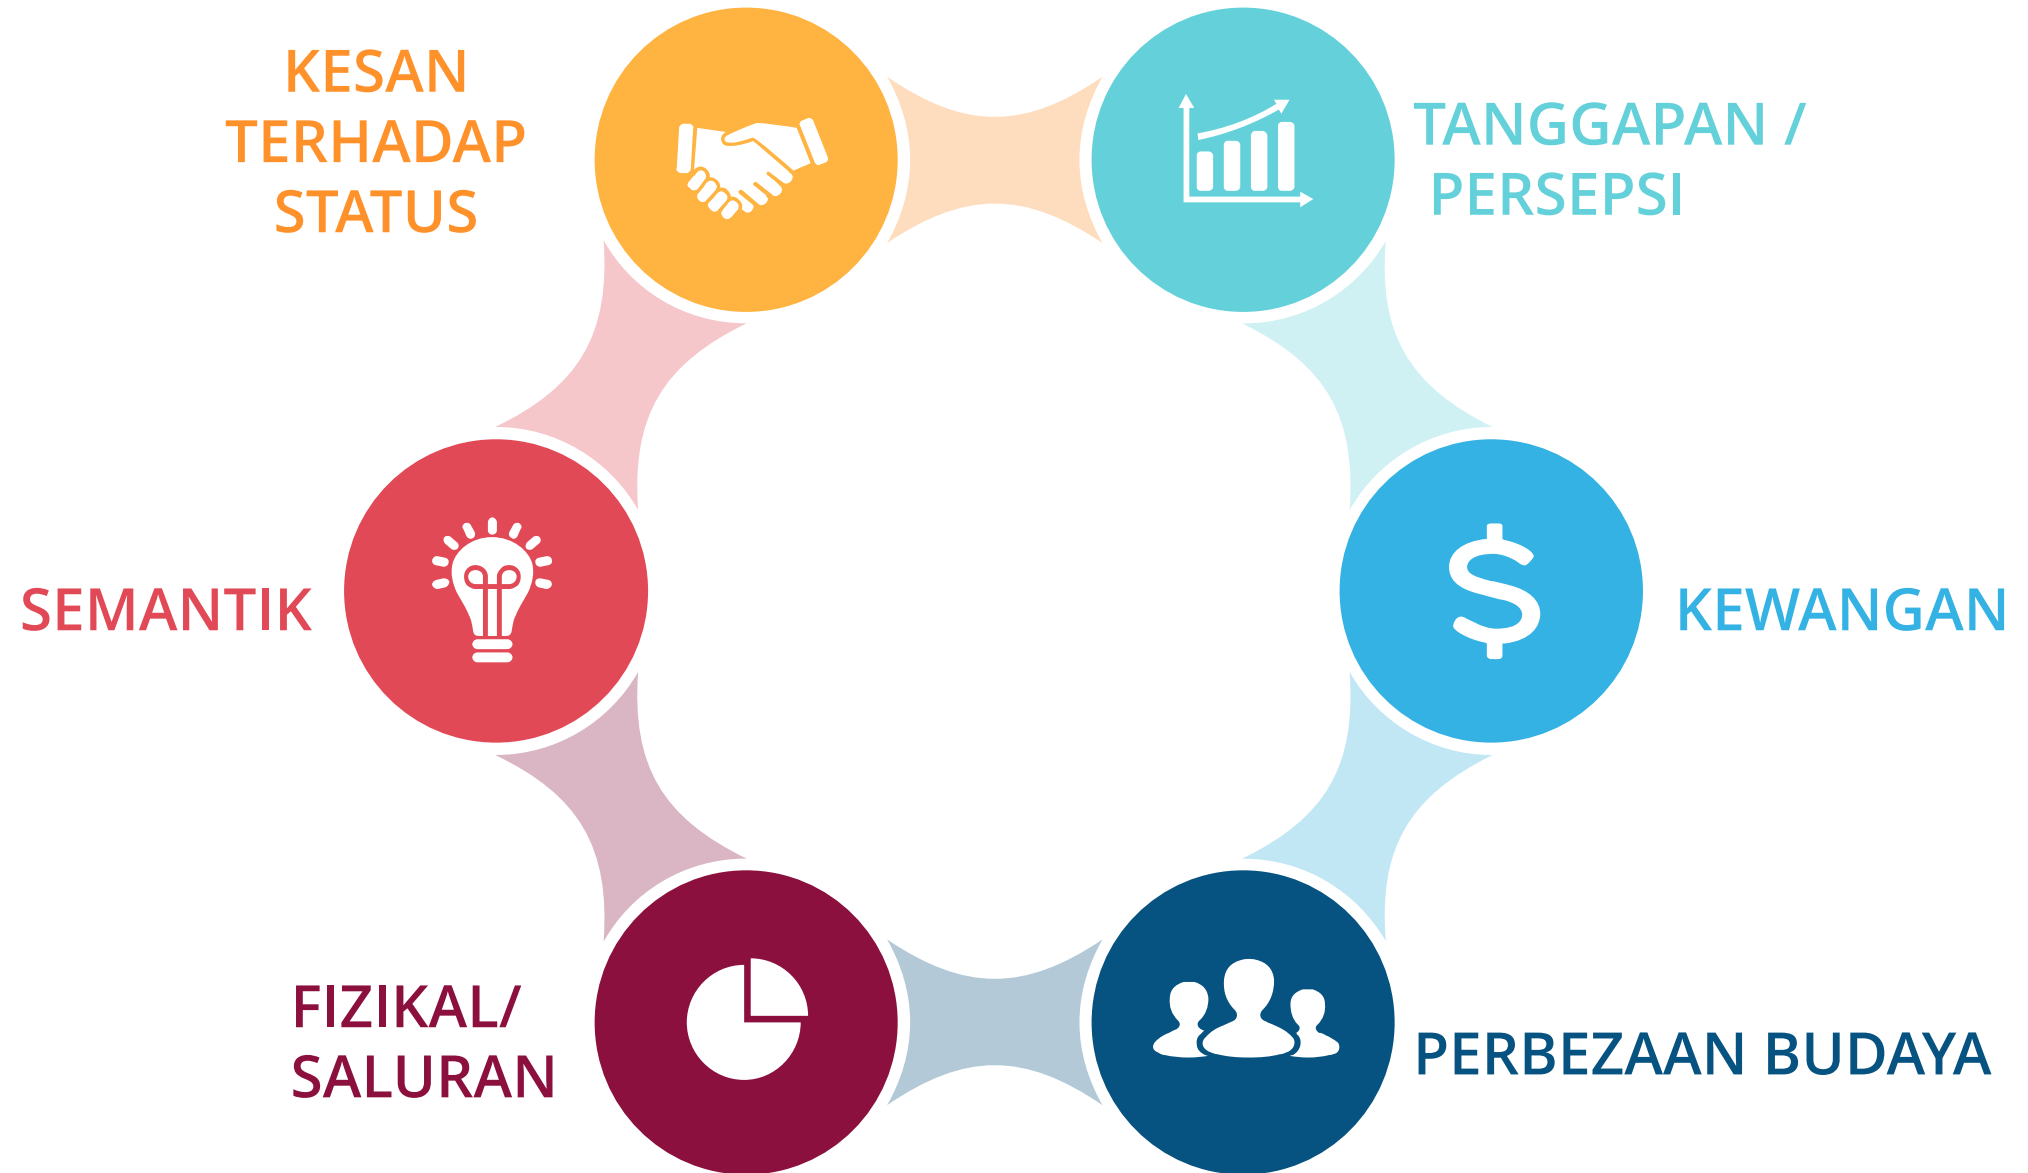 KESAN
TERHADAP
STATUS
TANGGAPAN /
PERSEPSI
SEMANTIK
KEWANGAN
FIZIKAL/
SALURAN
PERBEZAAN BUDAYA